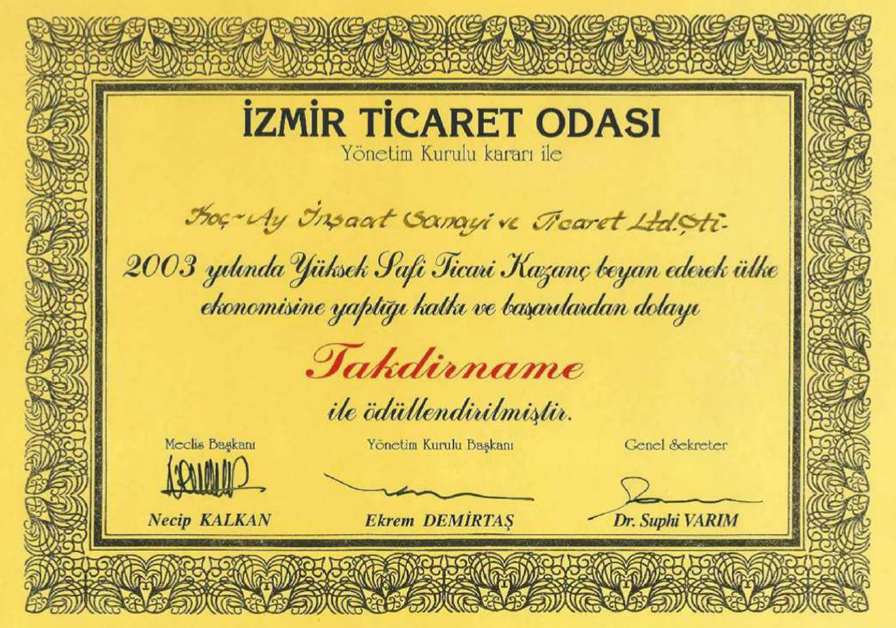 İZMİR TİCARET ODASI
Yönetim Kurulu kararı ile
Koç-Ay İnşaat Sanayi ve Ticaret Ltd.Şti.
2003 yılında Yüksek Safi Ticari Kazanç beyan ederek ülke
ekonomisine yaptığı katkı ve başarılardan dolayı
Takdirname
ile ödüllendirilmiştir.
Meclis Başkanı Yönetim Kurulu Başkanı Genel Sekreter
Necip KALKAN Ekrem DEMİRTAŞ Dr. Suphi VARIM